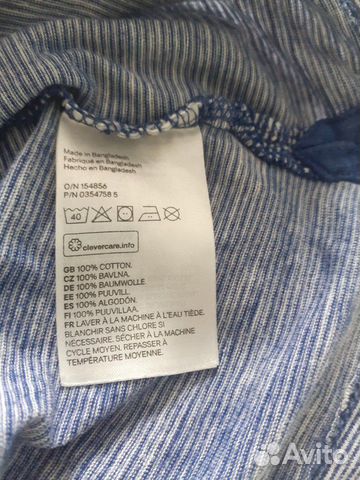 Made in Bangladesh
Fabriqué en Bangladesh
Hecho en Bangladesh
O/N 154856
P/N 0354758 5
40
clevercare.info
GB 100% COTTON.
CZ 100% BAVLNA.
DE 100% BAUMWOLLE
EE 100% PUUVILL.
ES 100% ALGODÓN.
FI 100% PUUVILLAA.
FR LAVER À LA MACHINE À L'EAU TIÈDE.
BLANCHIR SANS CHLORE SI
NÉCESSAIRE. SÉCHER À LA MACHINE
CYCLE MOYEN. REPASSER À
TEMPÉRATURE MOYENNE.
Avito